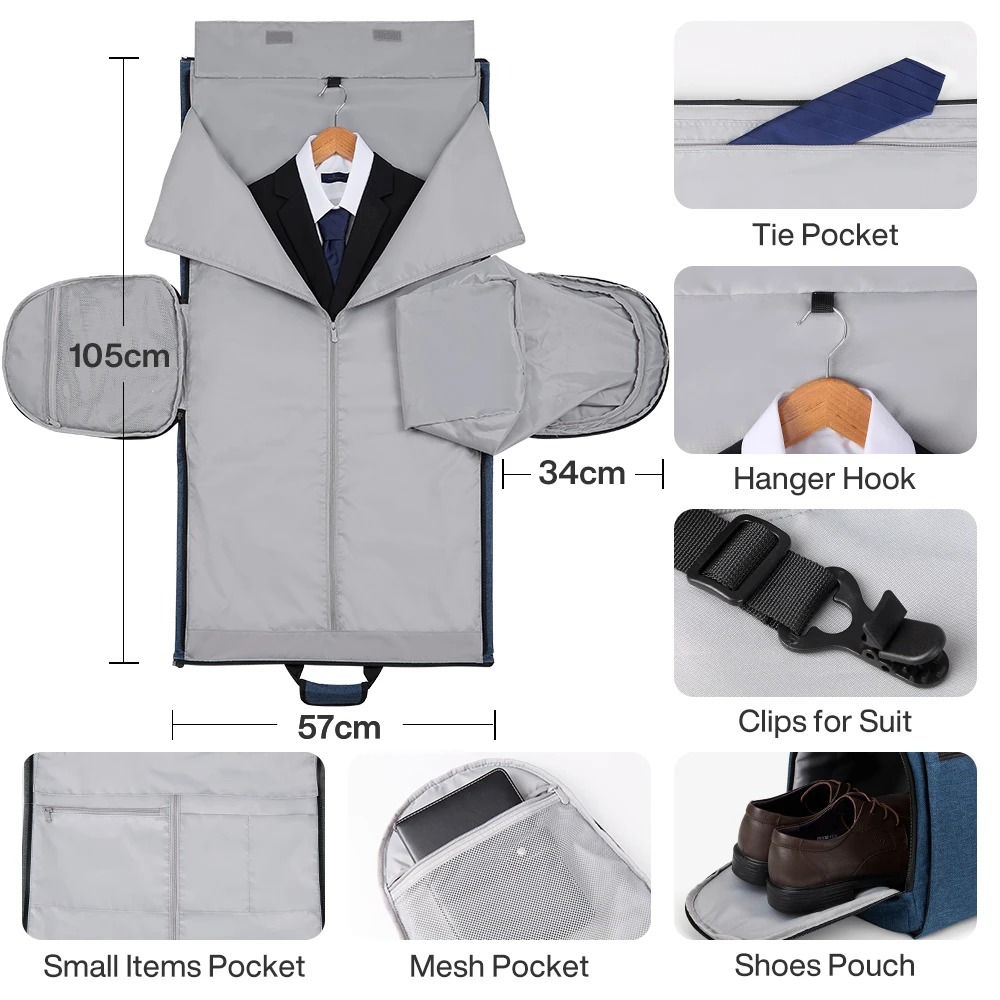 105cm
34cm
57cm
Tie Pocket
Hanger Hook
Clips for Suit
Small Items Pocket
Mesh Pocket
Shoes Pouch